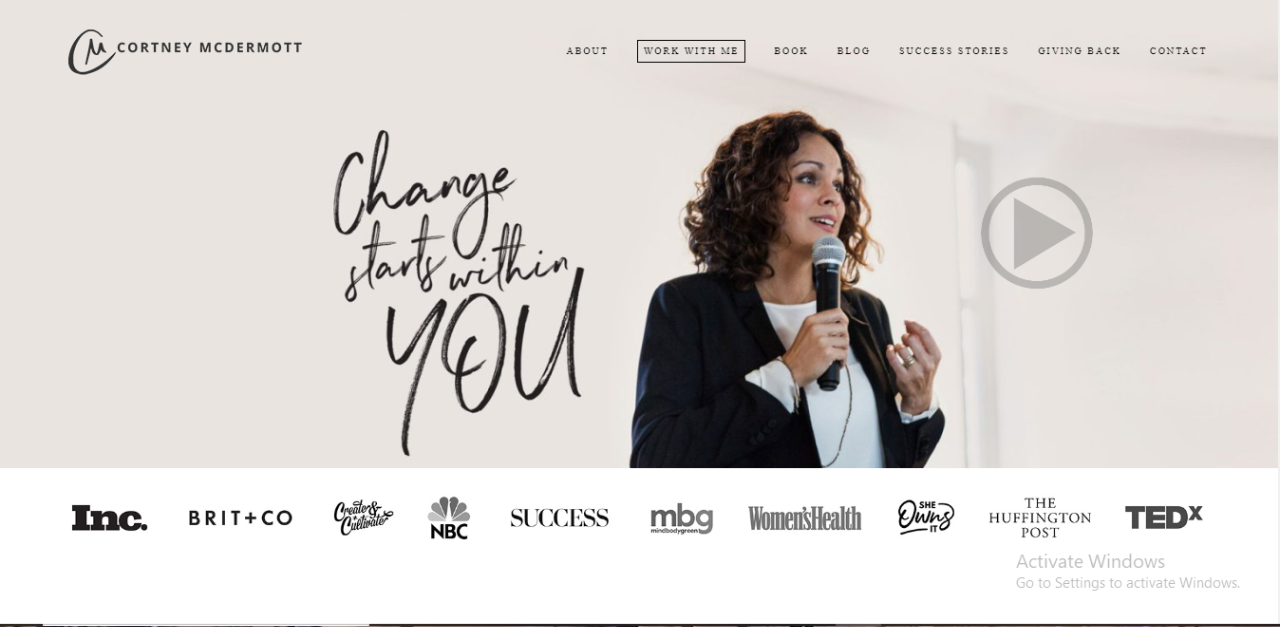 CM CORTNEY MCDERMOTT
ABOUT WORK WITH ME BOOK BLOG SUCCESS STORIES GIVING BACK CONTACT
Change
starts within
YOU
Inc. BRIT+CO Create & Cultivate NBC SUCCESS mbg mindbodygreen Women'sHealth SHE Owns IT THE HUFFINGTON POST TEDx
Activate Windows
Go to Settings to activate Windows.